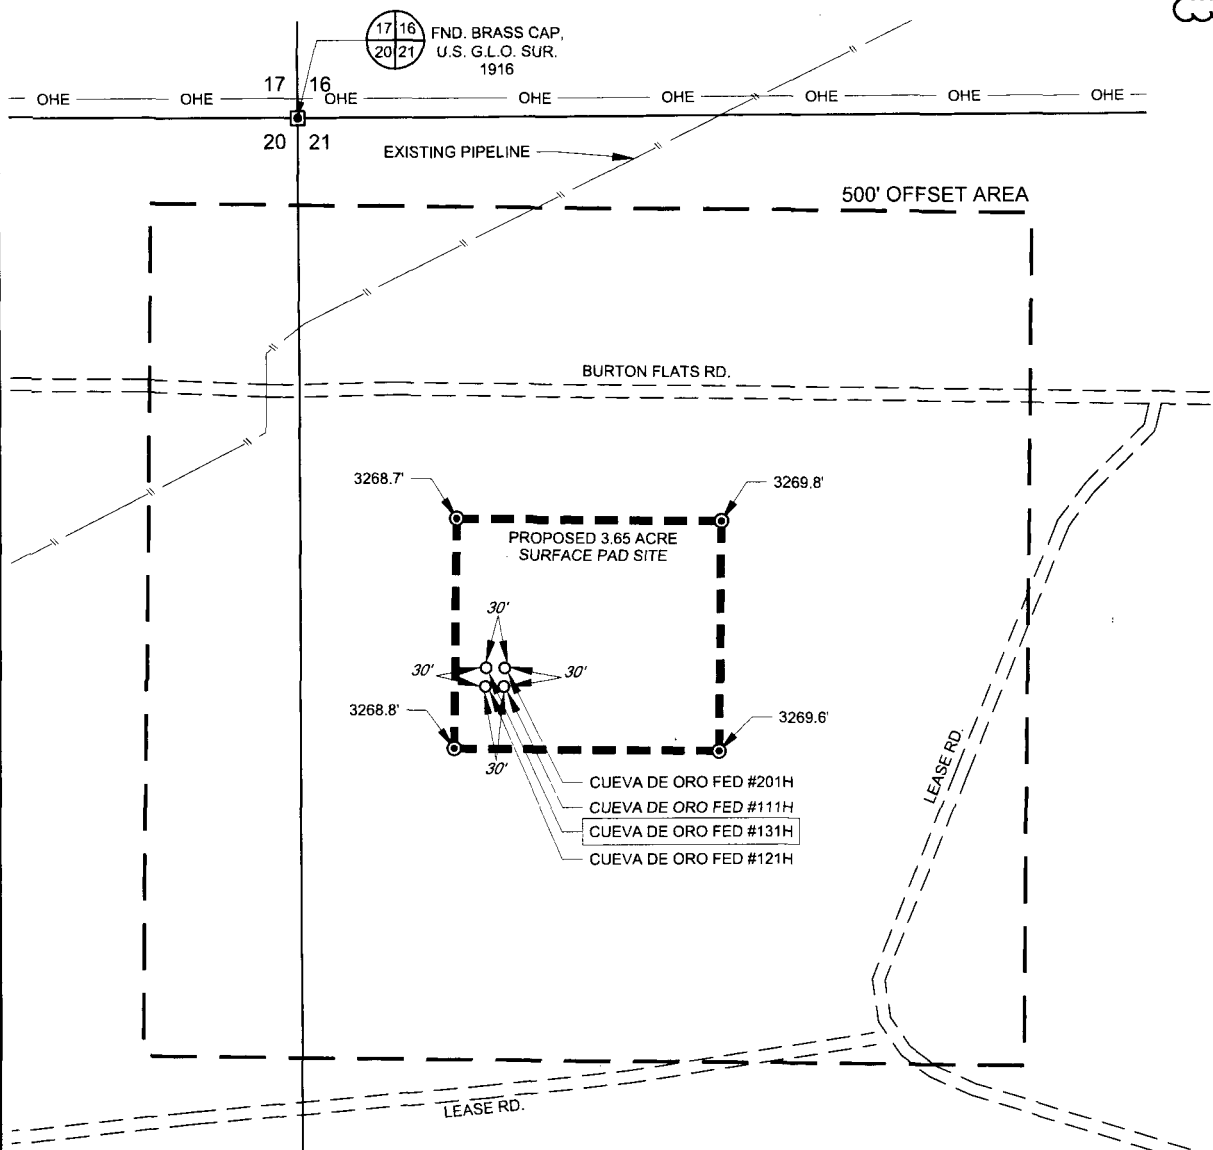 17 16
20 21
FND. BRASS CAP,
U.S. G.L.O. SUR.
1916
17 16
OHE OHE OHE OHE OHE OHE OHE OHE
20 21
EXISTING PIPELINE
500' OFFSET AREA
BURTON FLATS RD.
3268.7'
3269.8'
PROPOSED 3.65 ACRE
SURFACE PAD SITE
30'
30'
30'
3268.8'
3269.6'
30'
LEASE RD.
CUEVA DE ORO FED #201H
CUEVA DE ORO FED #111H
CUEVA DE ORO FED #131H
CUEVA DE ORO FED #121H
LEASE RD.